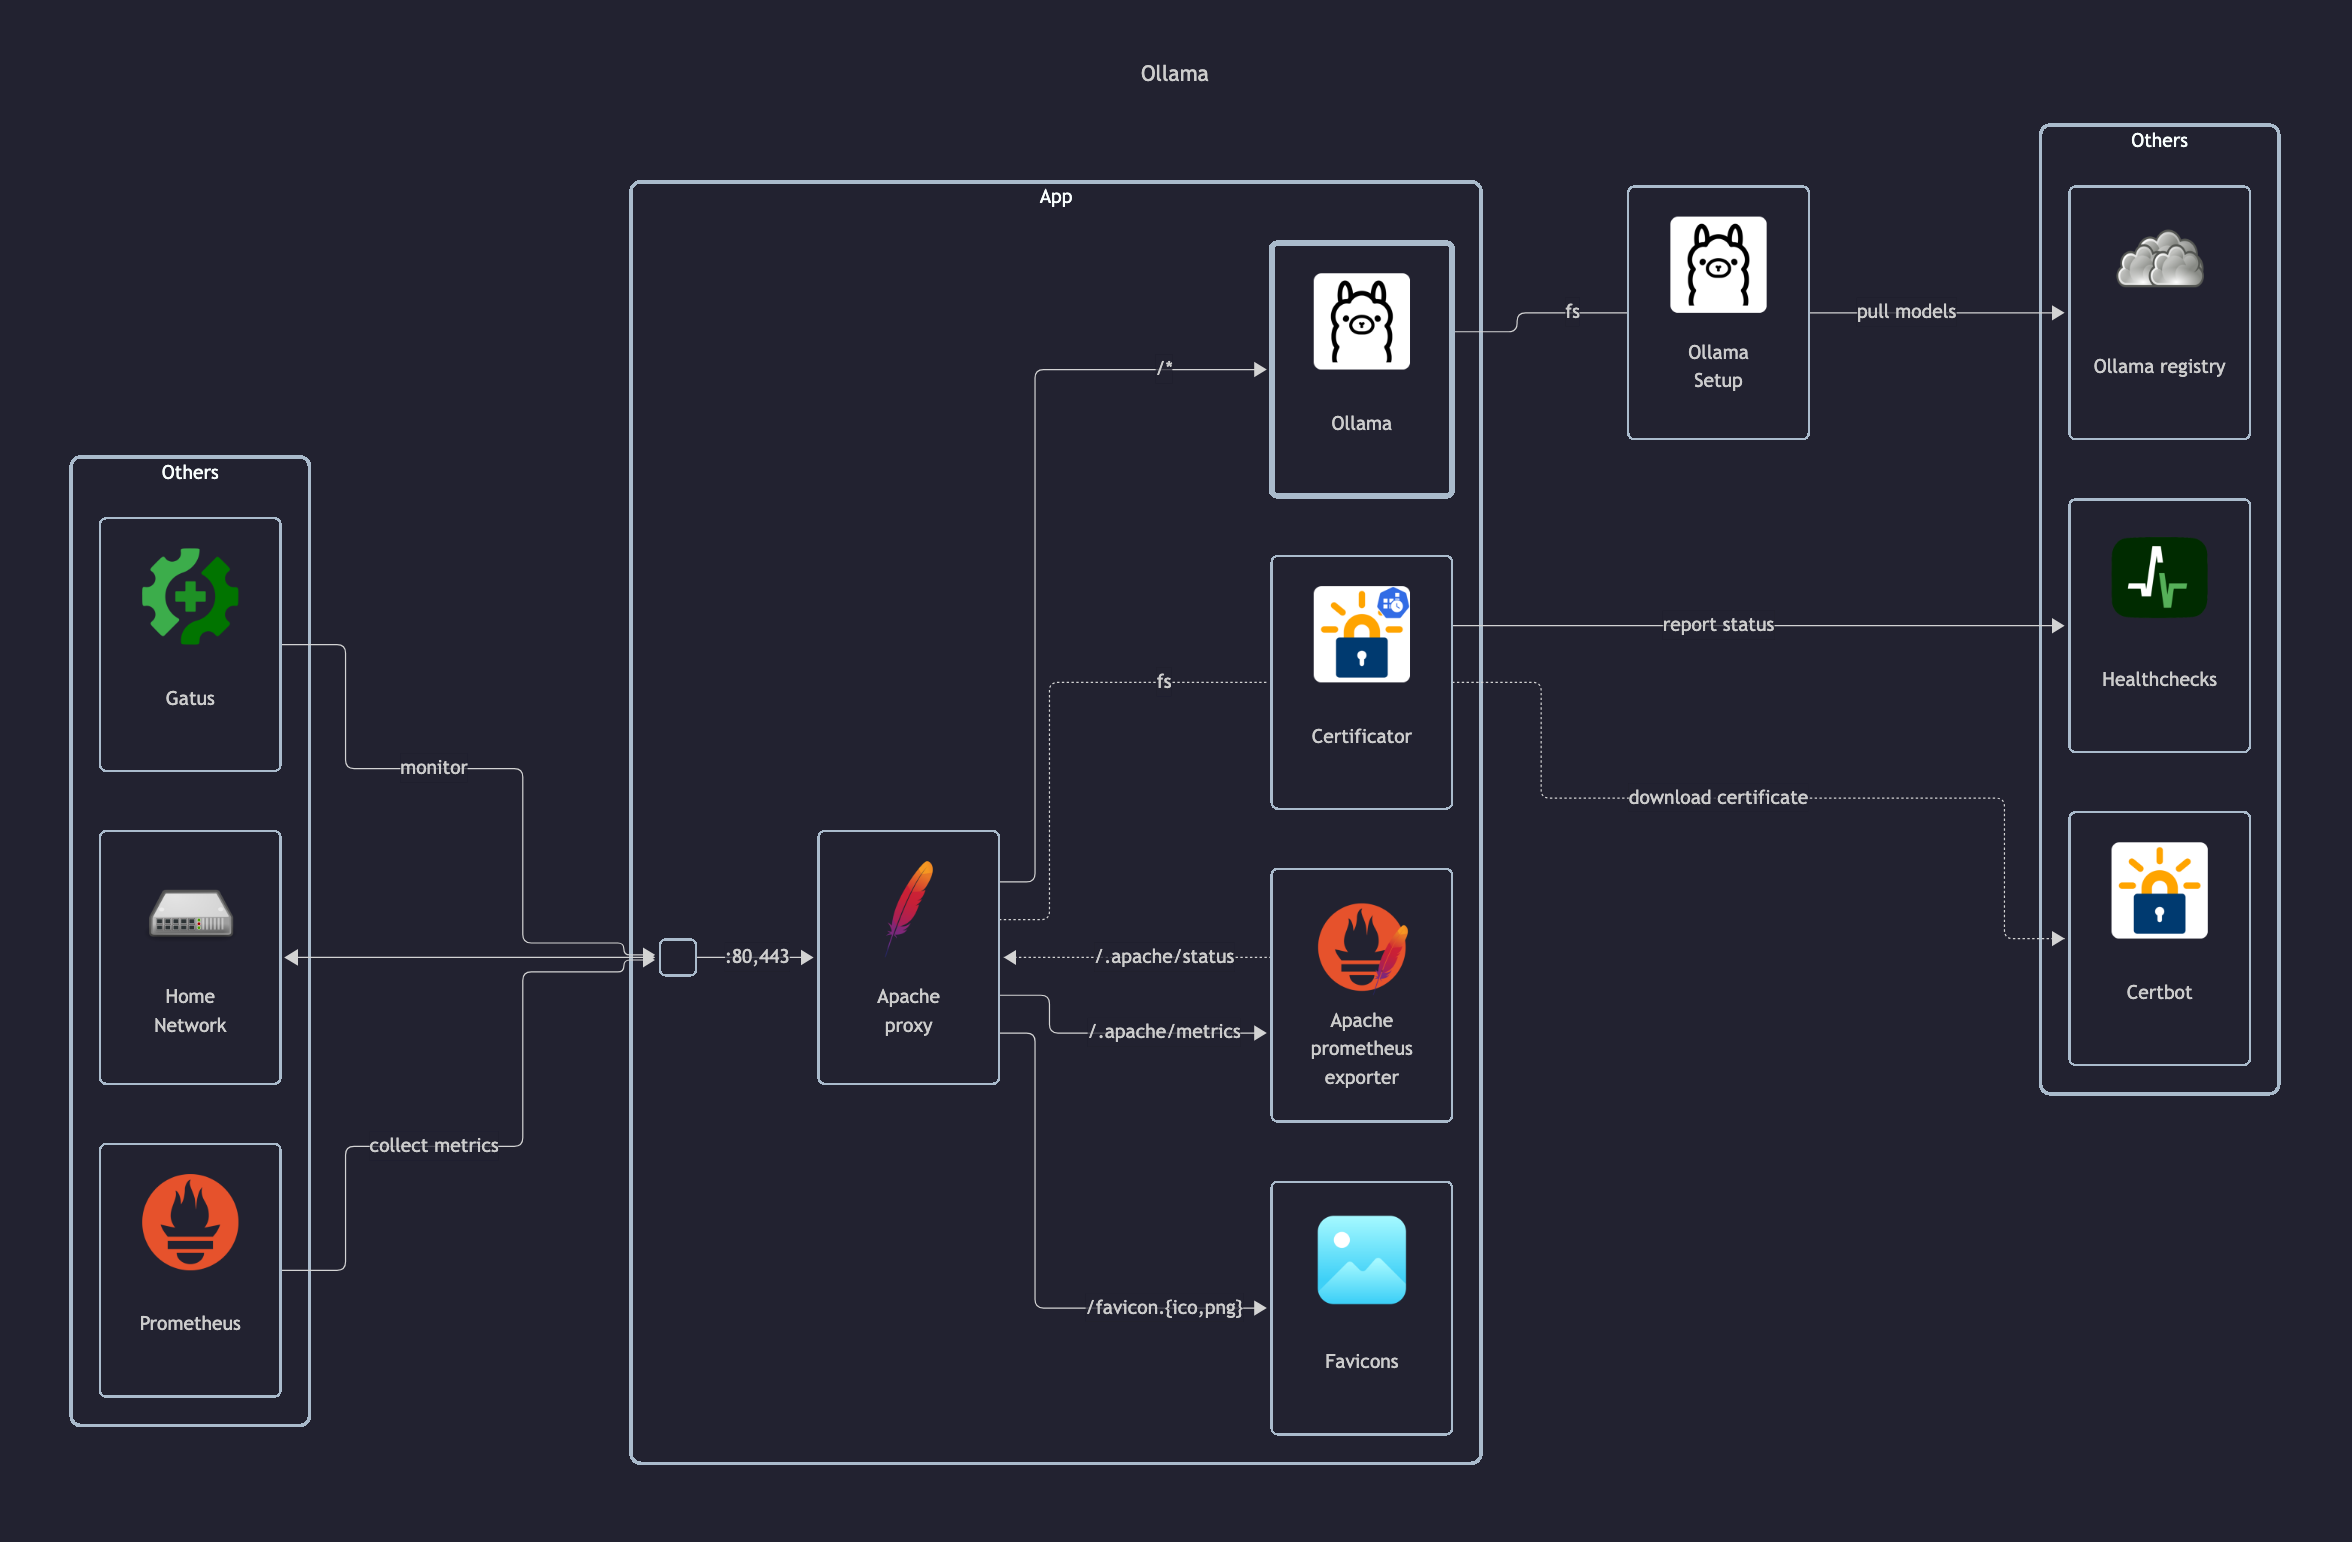 Ollama
Others
Gatus
Home
Network
Prometheus
monitor
collect metrics
App
:80,443
Apache
proxy
/*
fs
/.apache/status
/.apache/metrics
/favicon.{ico,png}
Ollama
Certificator
Apache
prometheus
exporter
Favicons
fs
Ollama
Setup
pull models
report status
download certificate
Others
Ollama registry
Healthchecks
Certbot